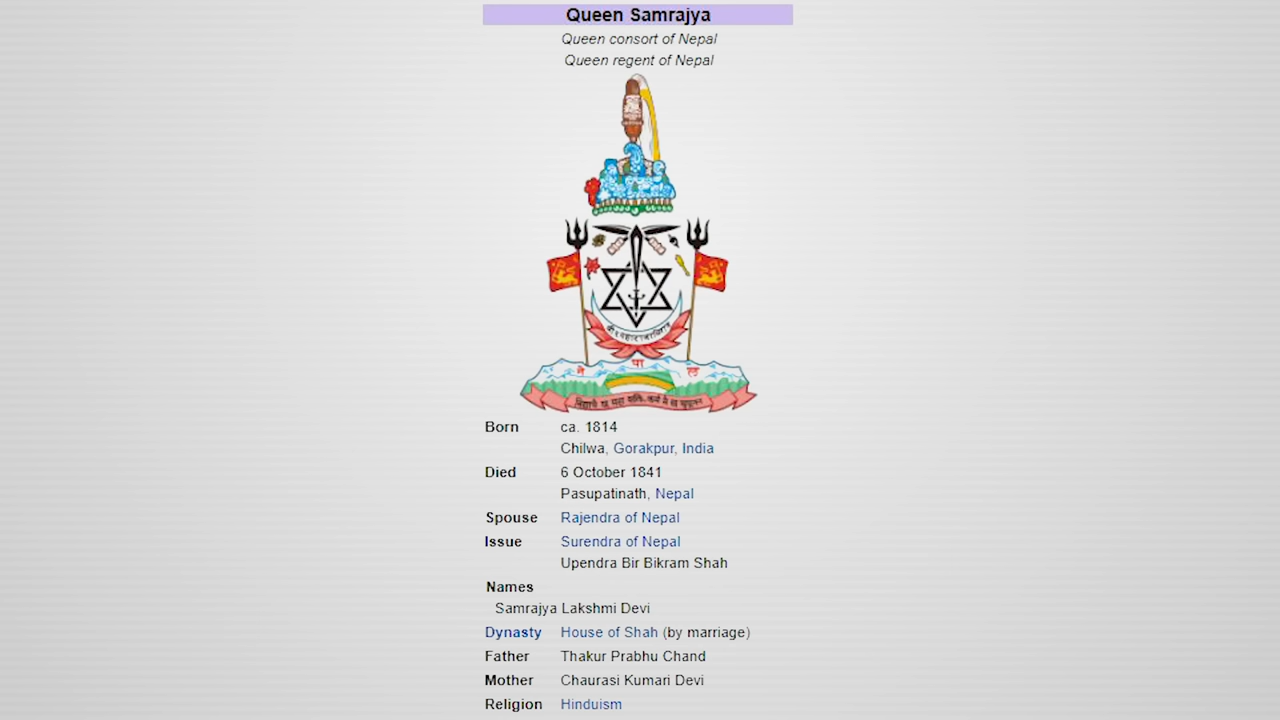 Queen Samrajya
Queen consort of Nepal
Queen regent of Nepal
ने पा ल
Born ca. 1814
Chilwa, Gorakpur, India
Died 6 October 1841
Pasupatinath, Nepal
Spouse Rajendra of Nepal
Issue Surendra of Nepal
Upendra Bir Bikram Shah
Names
Samrajya Lakshmi Devi
Dynasty House of Shah (by marriage)
Father Thakur Prabhu Chand
Mother Chaurasi Kumari Devi
Religion Hinduism